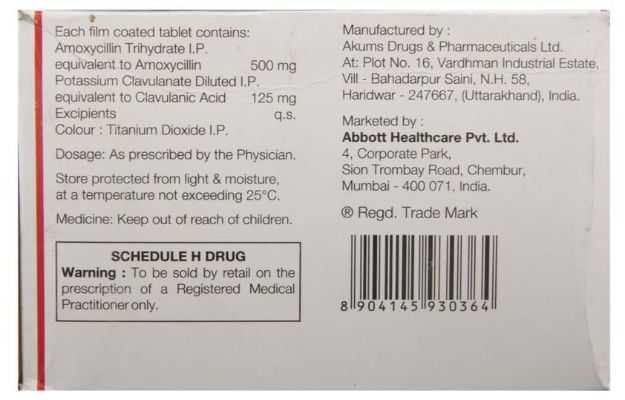 Each film coated tablet contains:
Amoxycillin Trihydrate I.P.
equivalent to Amoxycillin 500 mg
Potassium Clavulanate Diluted I.P.
equivalent to Clavulanic Acid 125 mg
Excipients q.s.
Colour : Titanium Dioxide I.P.
Dosage: As prescribed by the Physician.
Store protected from light & moisture,
at a temperature not exceeding 25°C.
Medicine: Keep out of reach of children.
SCHEDULE H DRUG
Warning : To be sold by retail on the
prescription of a Registered Medical
Practitioner only.
Manufactured by :
Akums Drugs & Pharmaceuticals Ltd.
At: Plot No. 16, Vardhman Industrial Estate,
Vill - Bahadarpur Saini, N.H. 58,
Haridwar - 247667, (Uttarakhand), India.
Marketed by :
Abbott Healthcare Pvt. Ltd.
4, Corporate Park,
Sion Trombay Road, Chembur,
Mumbai - 400 071, India.
® Regd. Trade Mark
8 904145 930364